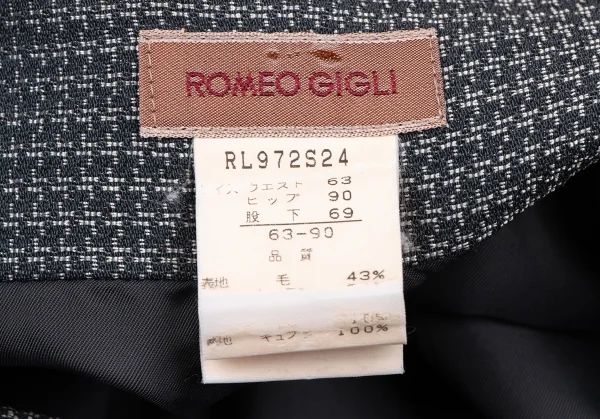 ROMEO GIGLI
RL972S24
ウエスト 63
ヒップ 90
股下 69
63-90
品質
表地 毛 43%
キュプラ 100%